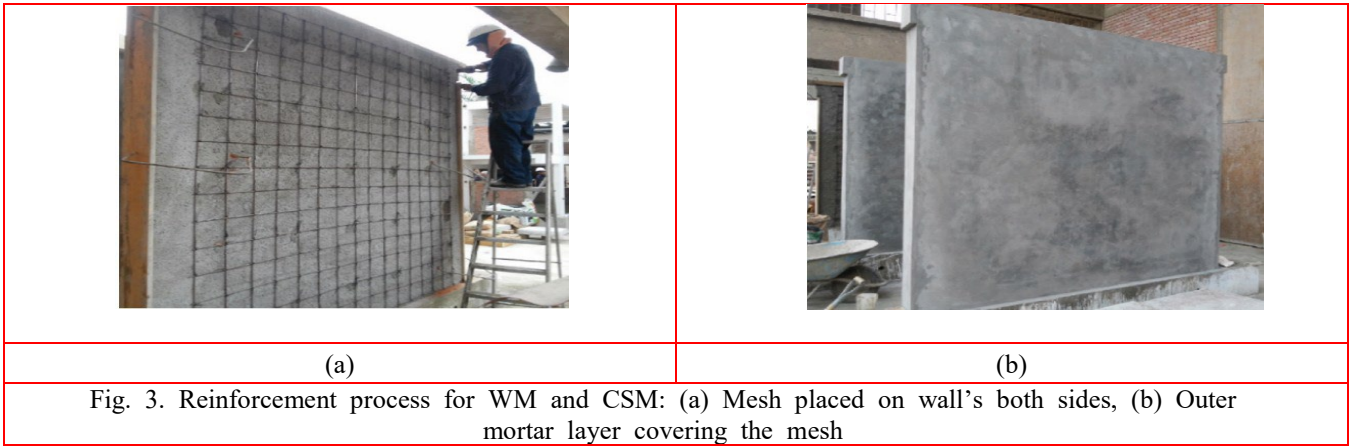 (a)
(b)
Fig. 3. Reinforcement process for WM and CSM: (a) Mesh placed on wall's both sides, (b) Outer
mortar layer covering the mesh